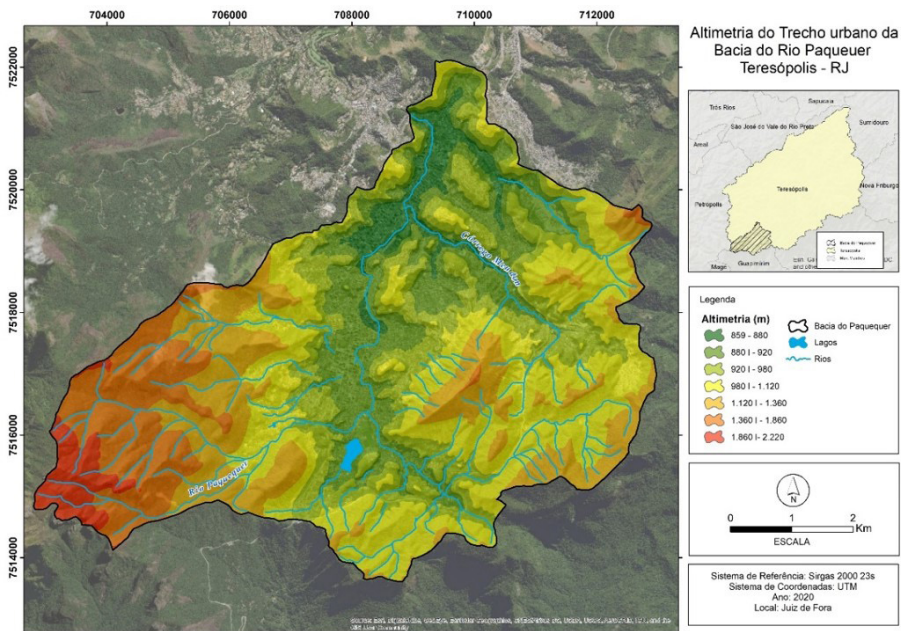 704000 706000 708000 710000 712000
7522000
7520000
7518000
7516000
7514000
Córrego Meudon
Rio Paquequer
Altimetria do Trecho urbano da
Bacia do Rio Paqueuer
Teresópolis - RJ
Sapucaia
Três Rios
São José do Vale do Rio Preto
Sumidouro
Areal
Nova Friburgo
Teresópolis
Petrópolis
Bacia do Paquequer
Magé
Guapimirim
Legenda
Altimetria (m)
859 - 880
880 I - 920
920 I - 980
980 I - 1.120
1.120 I - 1.360
1.360 I - 1.860
1.860 I - 2.220
Bacia do Paquequer
Lagos
Rios
N
0 1 2
Km
ESCALA
Sistema de Referência: Sirgas 2000 23s
Sistema de Coordenadas: UTM
Ano: 2020
Local: Juiz de Fora